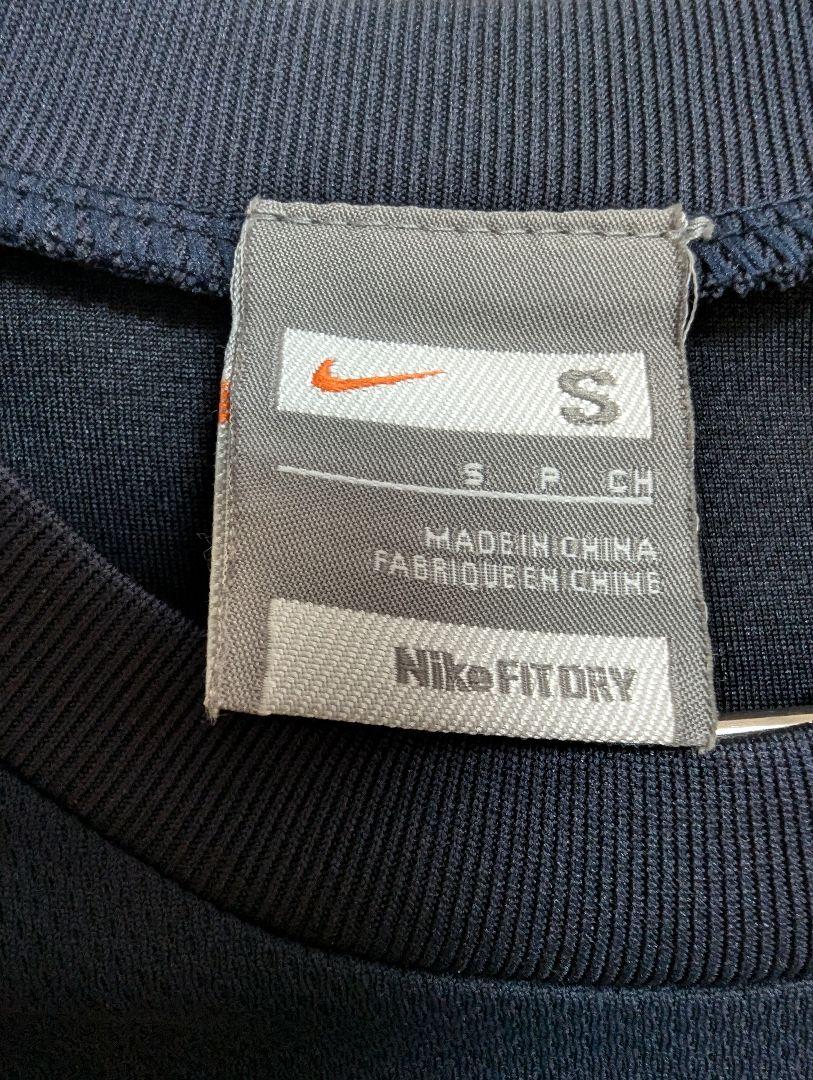 S
S P CH
MADE IN CHINA
FABRIQUE EN CHINE
Nike FIT DRY